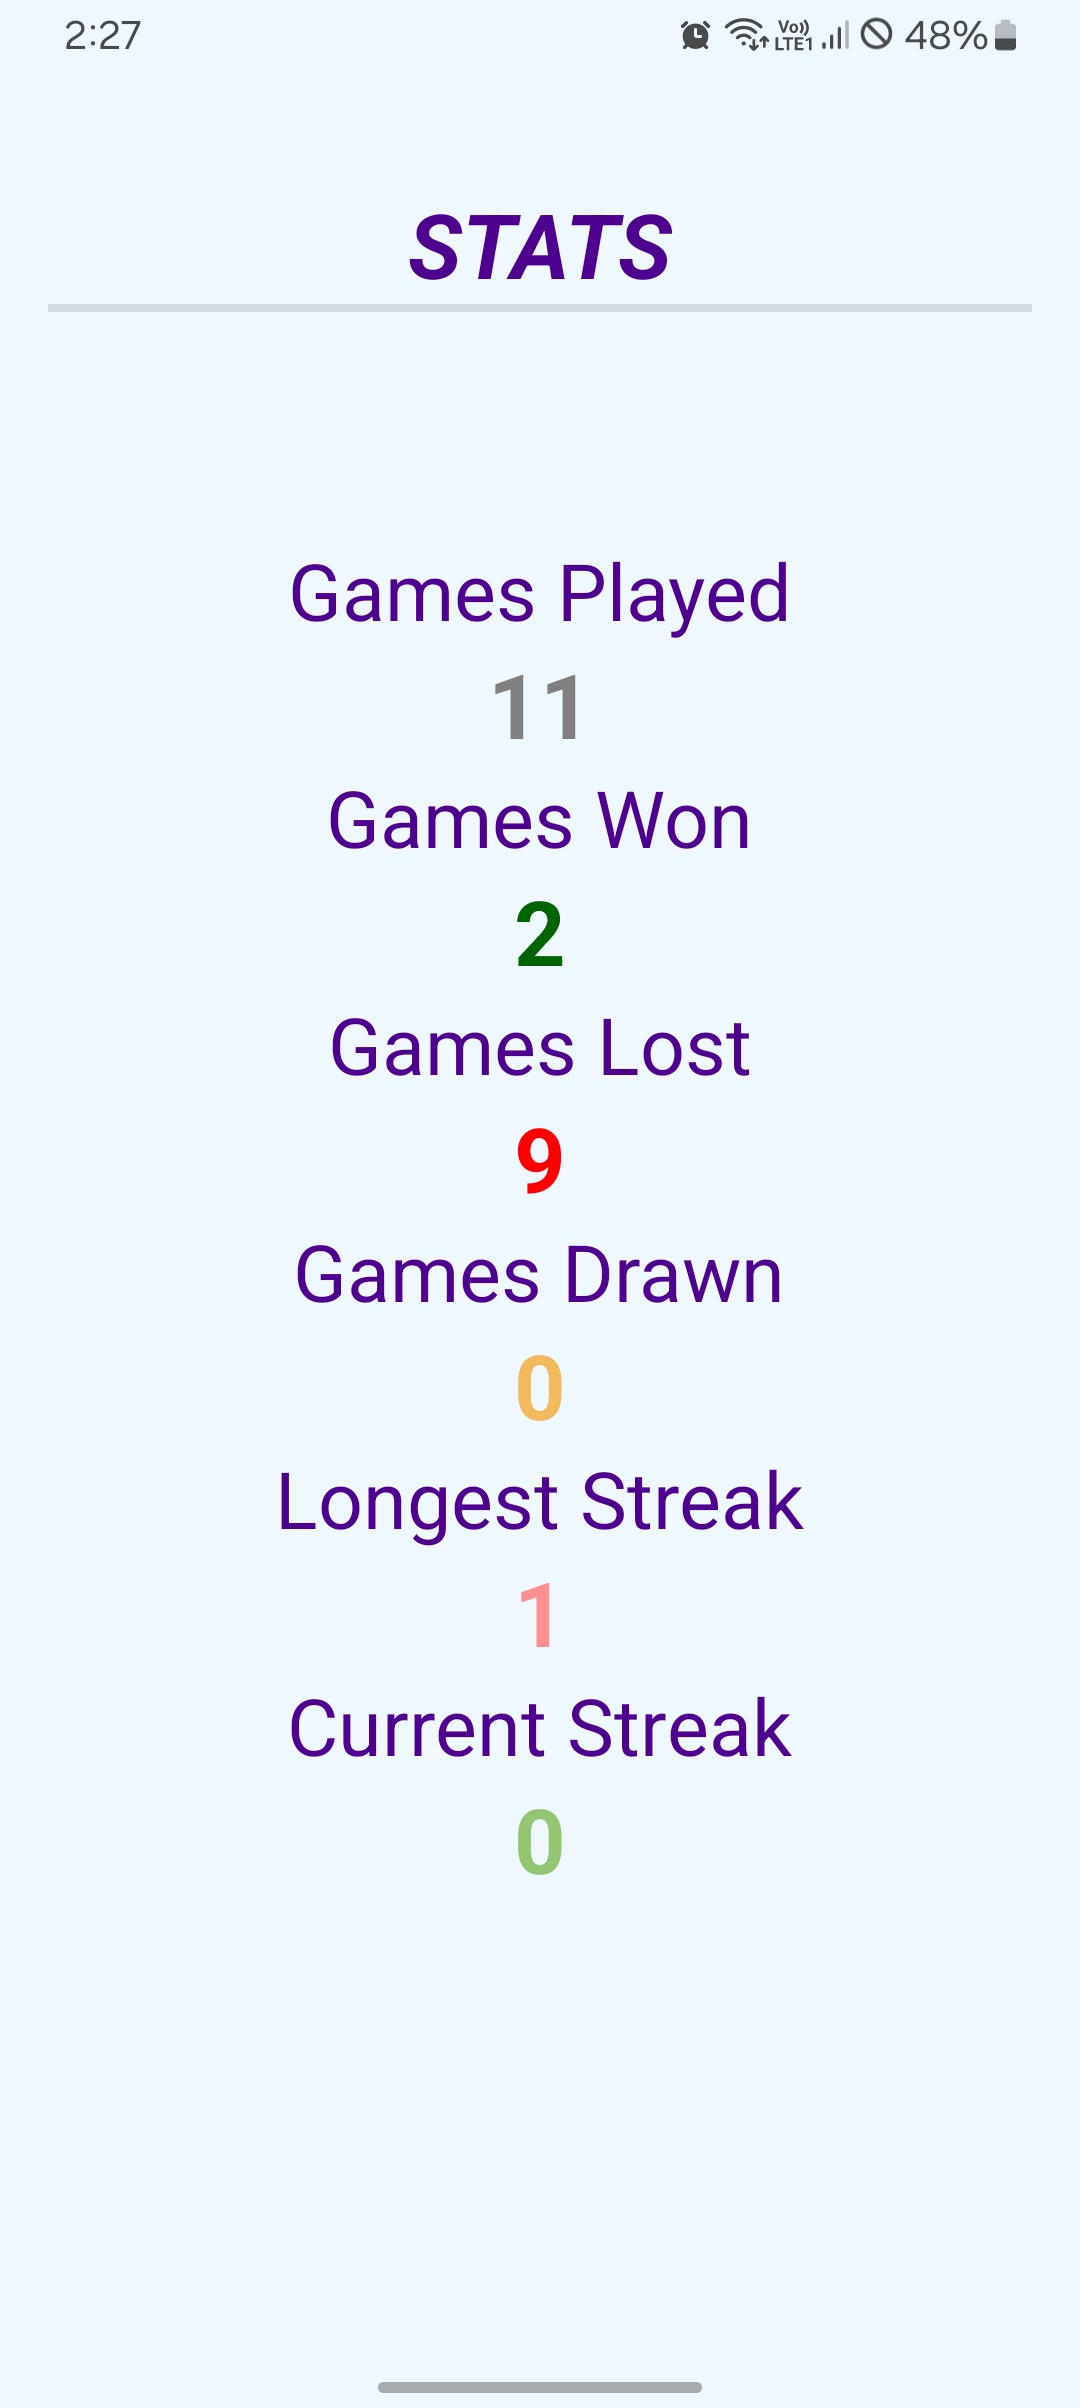 2:27 Vo)) LTE1 48%
STATS
Games Played
11
Games Won
2
Games Lost
9
Games Drawn
0
Longest Streak
1
Current Streak
0